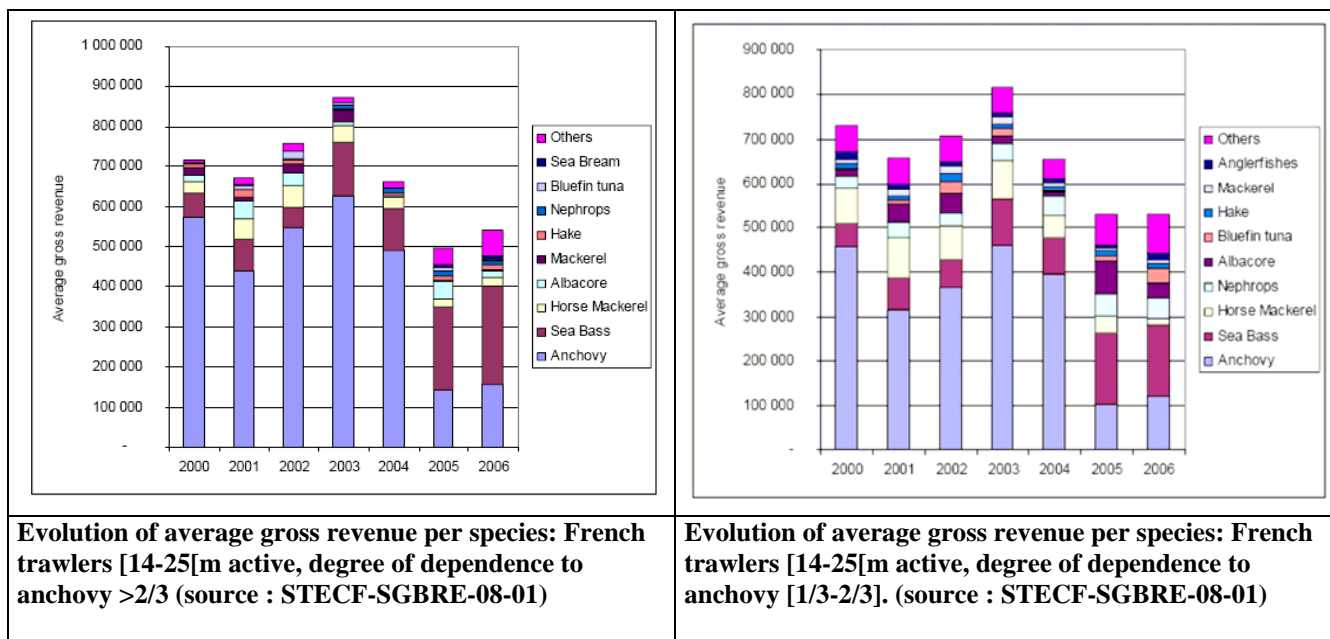 1 000 000
900 000
800 000
700 000
600 000
500 000
400 000
300 000
200 000
100 000
-
Average gross revenue
2000 2001 2002 2003 2004 2005 2006
Others
Sea Bream
Bluefin tuna
Nephrops
Hake
Mackerel
Albacore
Horse Mackerel
Sea Bass
Anchovy
900 000
800 000
700 000
600 000
500 000
400 000
300 000
200 000
100 000
-
Average gross revenue
2000 2001 2002 2003 2004 2005 2006
Others
Anglerfishes
Mackerel
Hake
Bluefin tuna
Albacore
Nephrops
Horse Mackerel
Sea Bass
Anchovy
Evolution of average gross revenue per species: French
trawlers [14-25[m active, degree of dependence to
anchovy >2/3 (source : STECF-SGBRE-08-01)
Evolution of average gross revenue per species: French
trawlers [14-25[m active, degree of dependence to
anchovy [1/3-2/3]. (source : STECF-SGBRE-08-01)